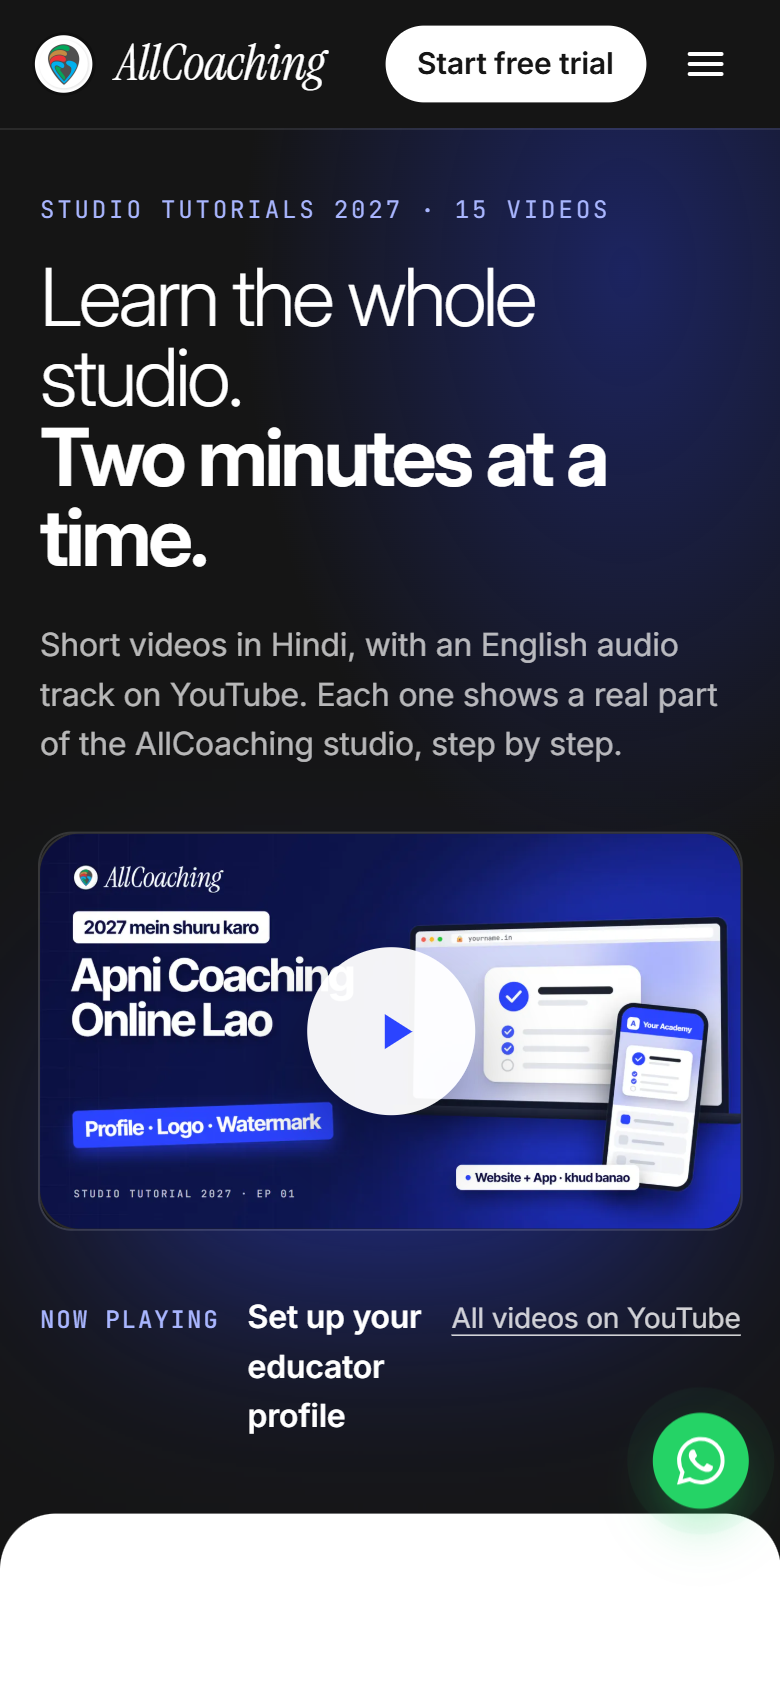 AllCoaching
Start free trial
STUDIO TUTORIALS 2027 · 15 VIDEOS
Learn the whole
studio.
Two minutes at a
time.
Short videos in Hindi, with an English audio
track on YouTube. Each one shows a real part
of the AllCoaching studio, step by step.
AllCoaching
2027 mein shuru karo
Apni Coaching
Online Lao
Profile · Logo · Watermark
STUDIO TUTORIAL 2027 · EP 01
yourname.in
A Your Academy
Website + App · khud banao
NOW PLAYING
Set up your
educator
profile
All videos on YouTube